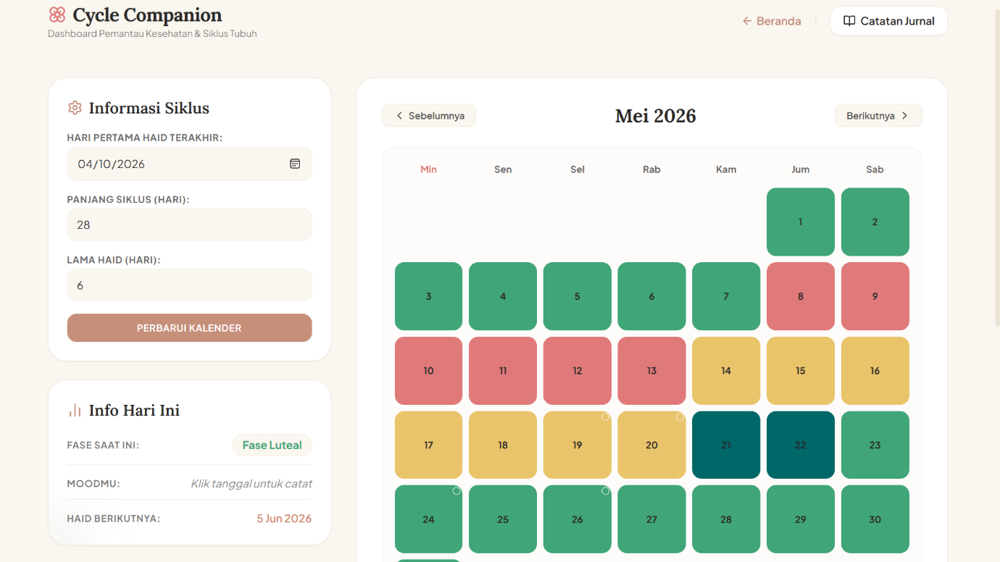 Cycle Companion
Dashboard Pemantau Kesehatan & Siklus Tubuh
Beranda
Catatan Jurnal
Informasi Siklus
HARI PERTAMA HAID TERAKHIR:
04/10/2026
PANJANG SIKLUS (HARI):
28
LAMA HAID (HARI):
6
PERBARUI KALENDER
Info Hari Ini
FASE SAAT INI: Fase Luteal
MOODMU: Klik tanggal untuk catat
HAID BERIKUTNYA: 5 Jun 2026
Sebelumnya Mei 2026 Berikutnya
Min Sen Sel Rab Kam Jum Sab
1 2
3 4 5 6 7 8 9
10 11 12 13 14 15 16
17 18 19 20 21 22 23
24 25 26 27 28 29 30